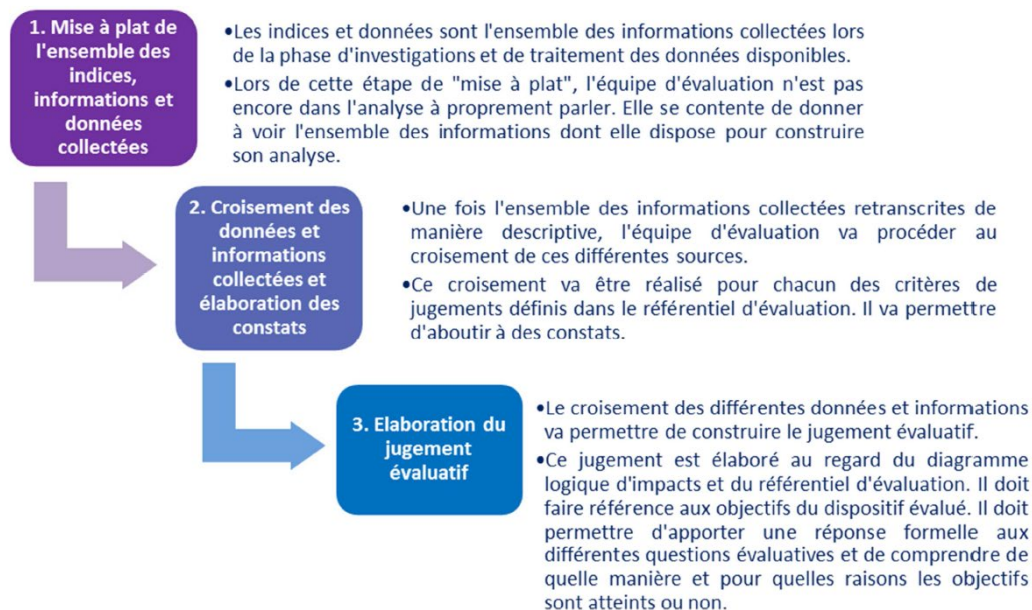 1. Mise à plat de
l'ensemble des
indices,
informations et
données
collectées
•Les indices et données sont l'ensemble des informations collectées lors
de la phase d'investigations et de traitement des données disponibles.
•Lors de cette étape de "mise à plat", l'équipe d'évaluation n'est pas
encore dans l'analyse à proprement parler. Elle se contente de donner
à voir l'ensemble des informations dont elle dispose pour construire
son analyse.
2. Croisement des
données et
informations
collectées et
élaboration des
constats
•Une fois l'ensemble des informations collectées retranscrites de
manière descriptive, l'équipe d'évaluation va procéder au
croisement de ces différentes sources.
•Ce croisement va être réalisé pour chacun des critères de
jugements définis dans le référentiel d'évaluation. Il va permettre
d'aboutir à des constats.
3. Elaboration du
jugement
évaluatif
•Le croisement des différentes données et informations
va permettre de construire le jugement évaluatif.
•Ce jugement est élaboré au regard du diagramme
logique d'impacts et du référentiel d'évaluation. Il doit
faire référence aux objectifs du dispositif évalué. Il doit
permettre d'apporter une réponse formelle aux
différentes questions évaluatives et de comprendre de
quelle manière et pour quelles raisons les objectifs
sont atteints ou non.